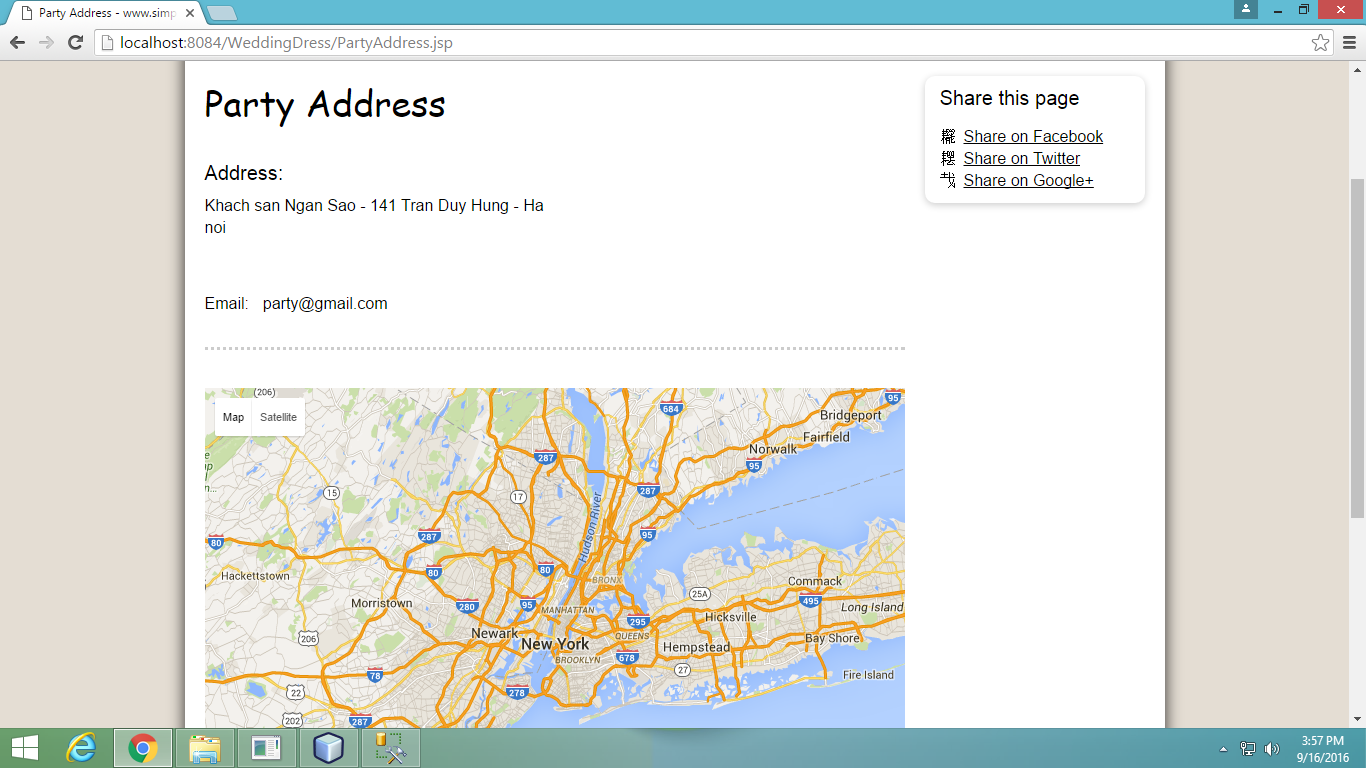 Party Address - www.simp
localhost:8084/WeddingDress/PartyAddress.jsp
Party Address
Address:
Khach san Ngan Sao - 141 Tran Duy Hung - Ha
noi
Email: party@gmail.com
Share this page
Share on Facebook
Share on Twitter
Share on Google+
Map Satellite
206
684
95
Bridgeport
Fairfield
Norwalk
95
287
287
15
17
Hudson River
95
287
80
80
80
Hackettstown
BRONX
Commack
25A
495
Morristown
280
95
MANHATTAN
Long Island
295
Hicksville
206
Newark
QUEENS
Bay Shore
New York
Hempstead
BROOKLYN
678
27
78
Fire Island
22
278
202
287
3:57 PM
9/16/2016